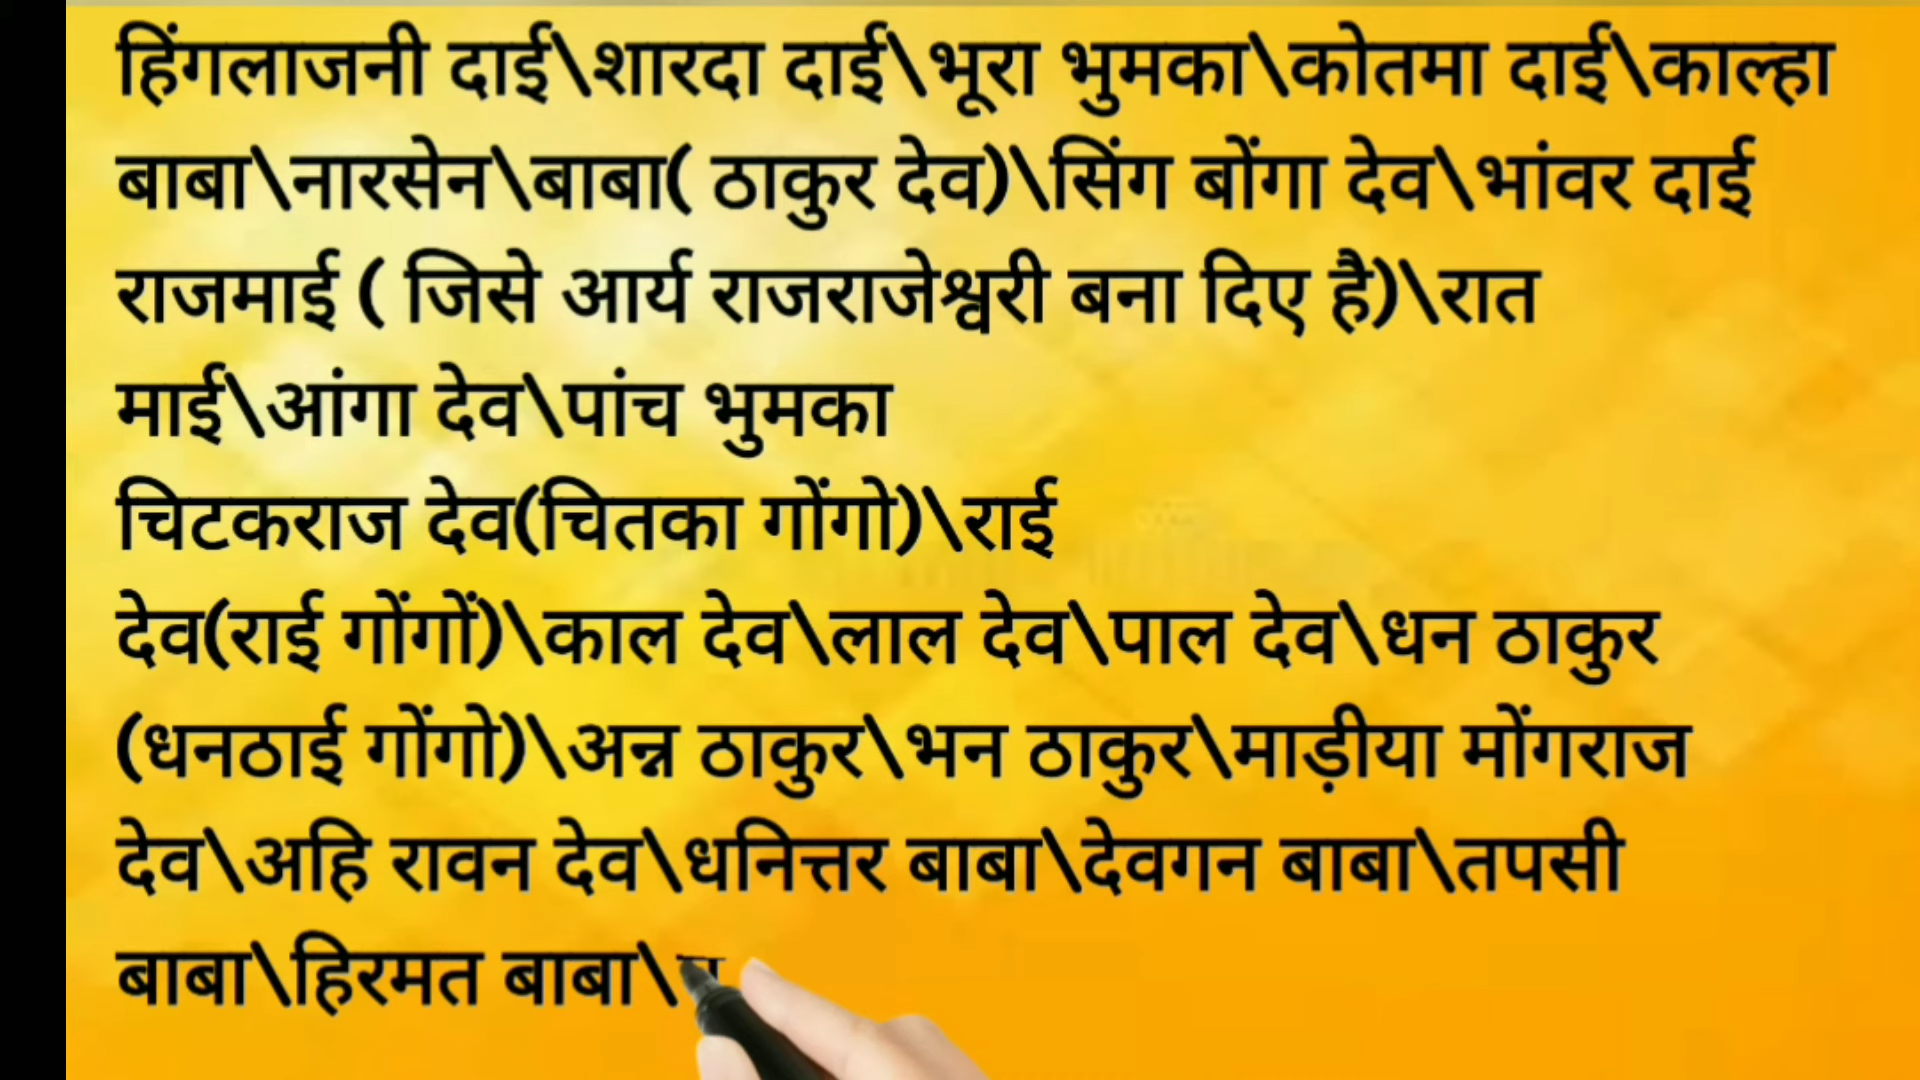 हिंगलाजनी दाई\शारदा दाई\भूरा भुमका\कोतमा दाई\काल्हा
बाबा\नारसेन\बाबा( ठाकुर देव)\सिंग बोंगा देव\भांवर दाई
राजमाई ( जिसे आर्य राजराजेश्वरी बना दिए है)\रात
माई\आंगा देव\पांच भुमका
चिटकराज देव(चितका गोंगो)\राई
देव(राई गोंगों)\काल देव\लाल देव\पाल देव\धन ठाकुर
(धनठाई गोंगो)\अन्न ठाकुर\भन ठाकुर\माड़ीया मोंगराज
देव\अहि रावन देव\धनित्तर बाबा\देवगन बाबा\तपसी
बाबा\हिरमत बाबा\